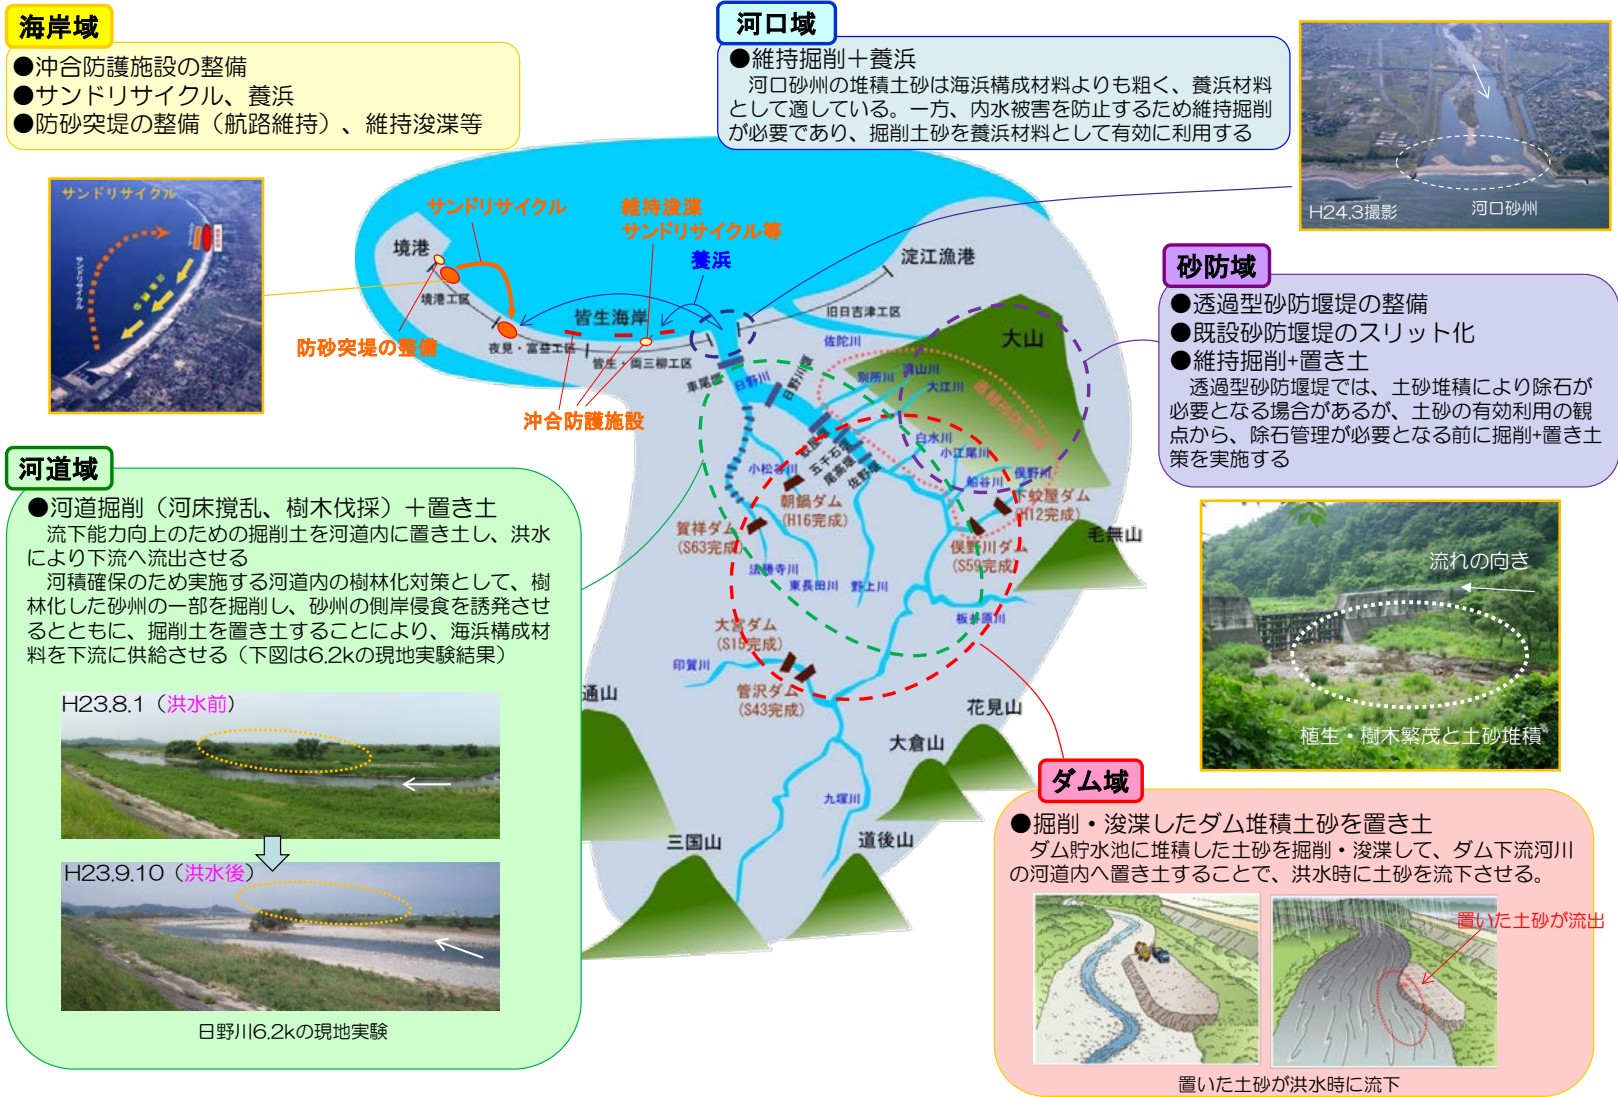 海岸域
●沖合防護施設の整備
●サンドリサイクル、養浜
●防砂突堤の整備（航路維持）、維持浚渫等
河口域
●維持掘削＋養浜
河口砂州の堆積土砂は海浜構成材料よりも粗く、養浜材料
として適している。一方、内水被害を防止するため維持掘削
が必要であり、掘削土砂を養浜材料として有効に利用する
H24.3撮影
河口砂州
サンドリサイクル
サンドリサイクル
サンドリサイクル
維持浚渫
サンドリサイクル等
養浜
境港
境港工区
防砂突堤の整備
夜見・富益工区
皆生海岸
皆生・両三柳工区
沖合防護施設
淀江漁港
旧日吉津工区
佐陀川
大山
車尾堰
日野川
日野川堰
別所川
清山川
大江川
蚊屋堰
五千石堰
尾高堰
佐野堰
白水川
小江尾川
船谷川
俣野川
小松谷川
朝鍋ダム
(H16完成)
賀祥ダム
(S63完成)
下蚊屋ダム
(H12完成)
俣野川ダム
(S59完成)
毛無山
法勝寺川
東長田川
野上川
板井原川
大宮ダム
(S15完成)
印賀川
菅沢ダム
(S43完成)
通山
花見山
大倉山
九塚川
三国山
道後山
砂防域
●透過型砂防堰堤の整備
●既設砂防堰堤のスリット化
●維持掘削+置き土
透過型砂防堰堤では、土砂堆積により除石が
必要となる場合があるが、土砂の有効利用の観
点から、除石管理が必要となる前に掘削+置き土
策を実施する
流れの向き
植生・樹木繁茂と土砂堆積
河道域
●河道掘削（河床撹乱、樹木伐採）＋置き土
流下能力向上のための掘削土を河道内に置き土し、洪水
により下流へ流出させる
河積確保のため実施する河道内の樹林化対策として、樹
林化した砂州の一部を掘削し、砂州の側岸侵食を誘発させ
るとともに、掘削土を置き土することにより、海浜構成材
料を下流に供給させる（下図は6.2kの現地実験結果）
H23.8.1（洪水前）
H23.9.10（洪水後）
日野川6.2kの現地実験
ダム域
●掘削・浚渫したダム堆積土砂を置き土
ダム貯水池に堆積した土砂を掘削・浚渫して、ダム下流河川
の河道内へ置き土することで、洪水時に土砂を流下させる。
置いた土砂が流出
置いた土砂が洪水時に流下